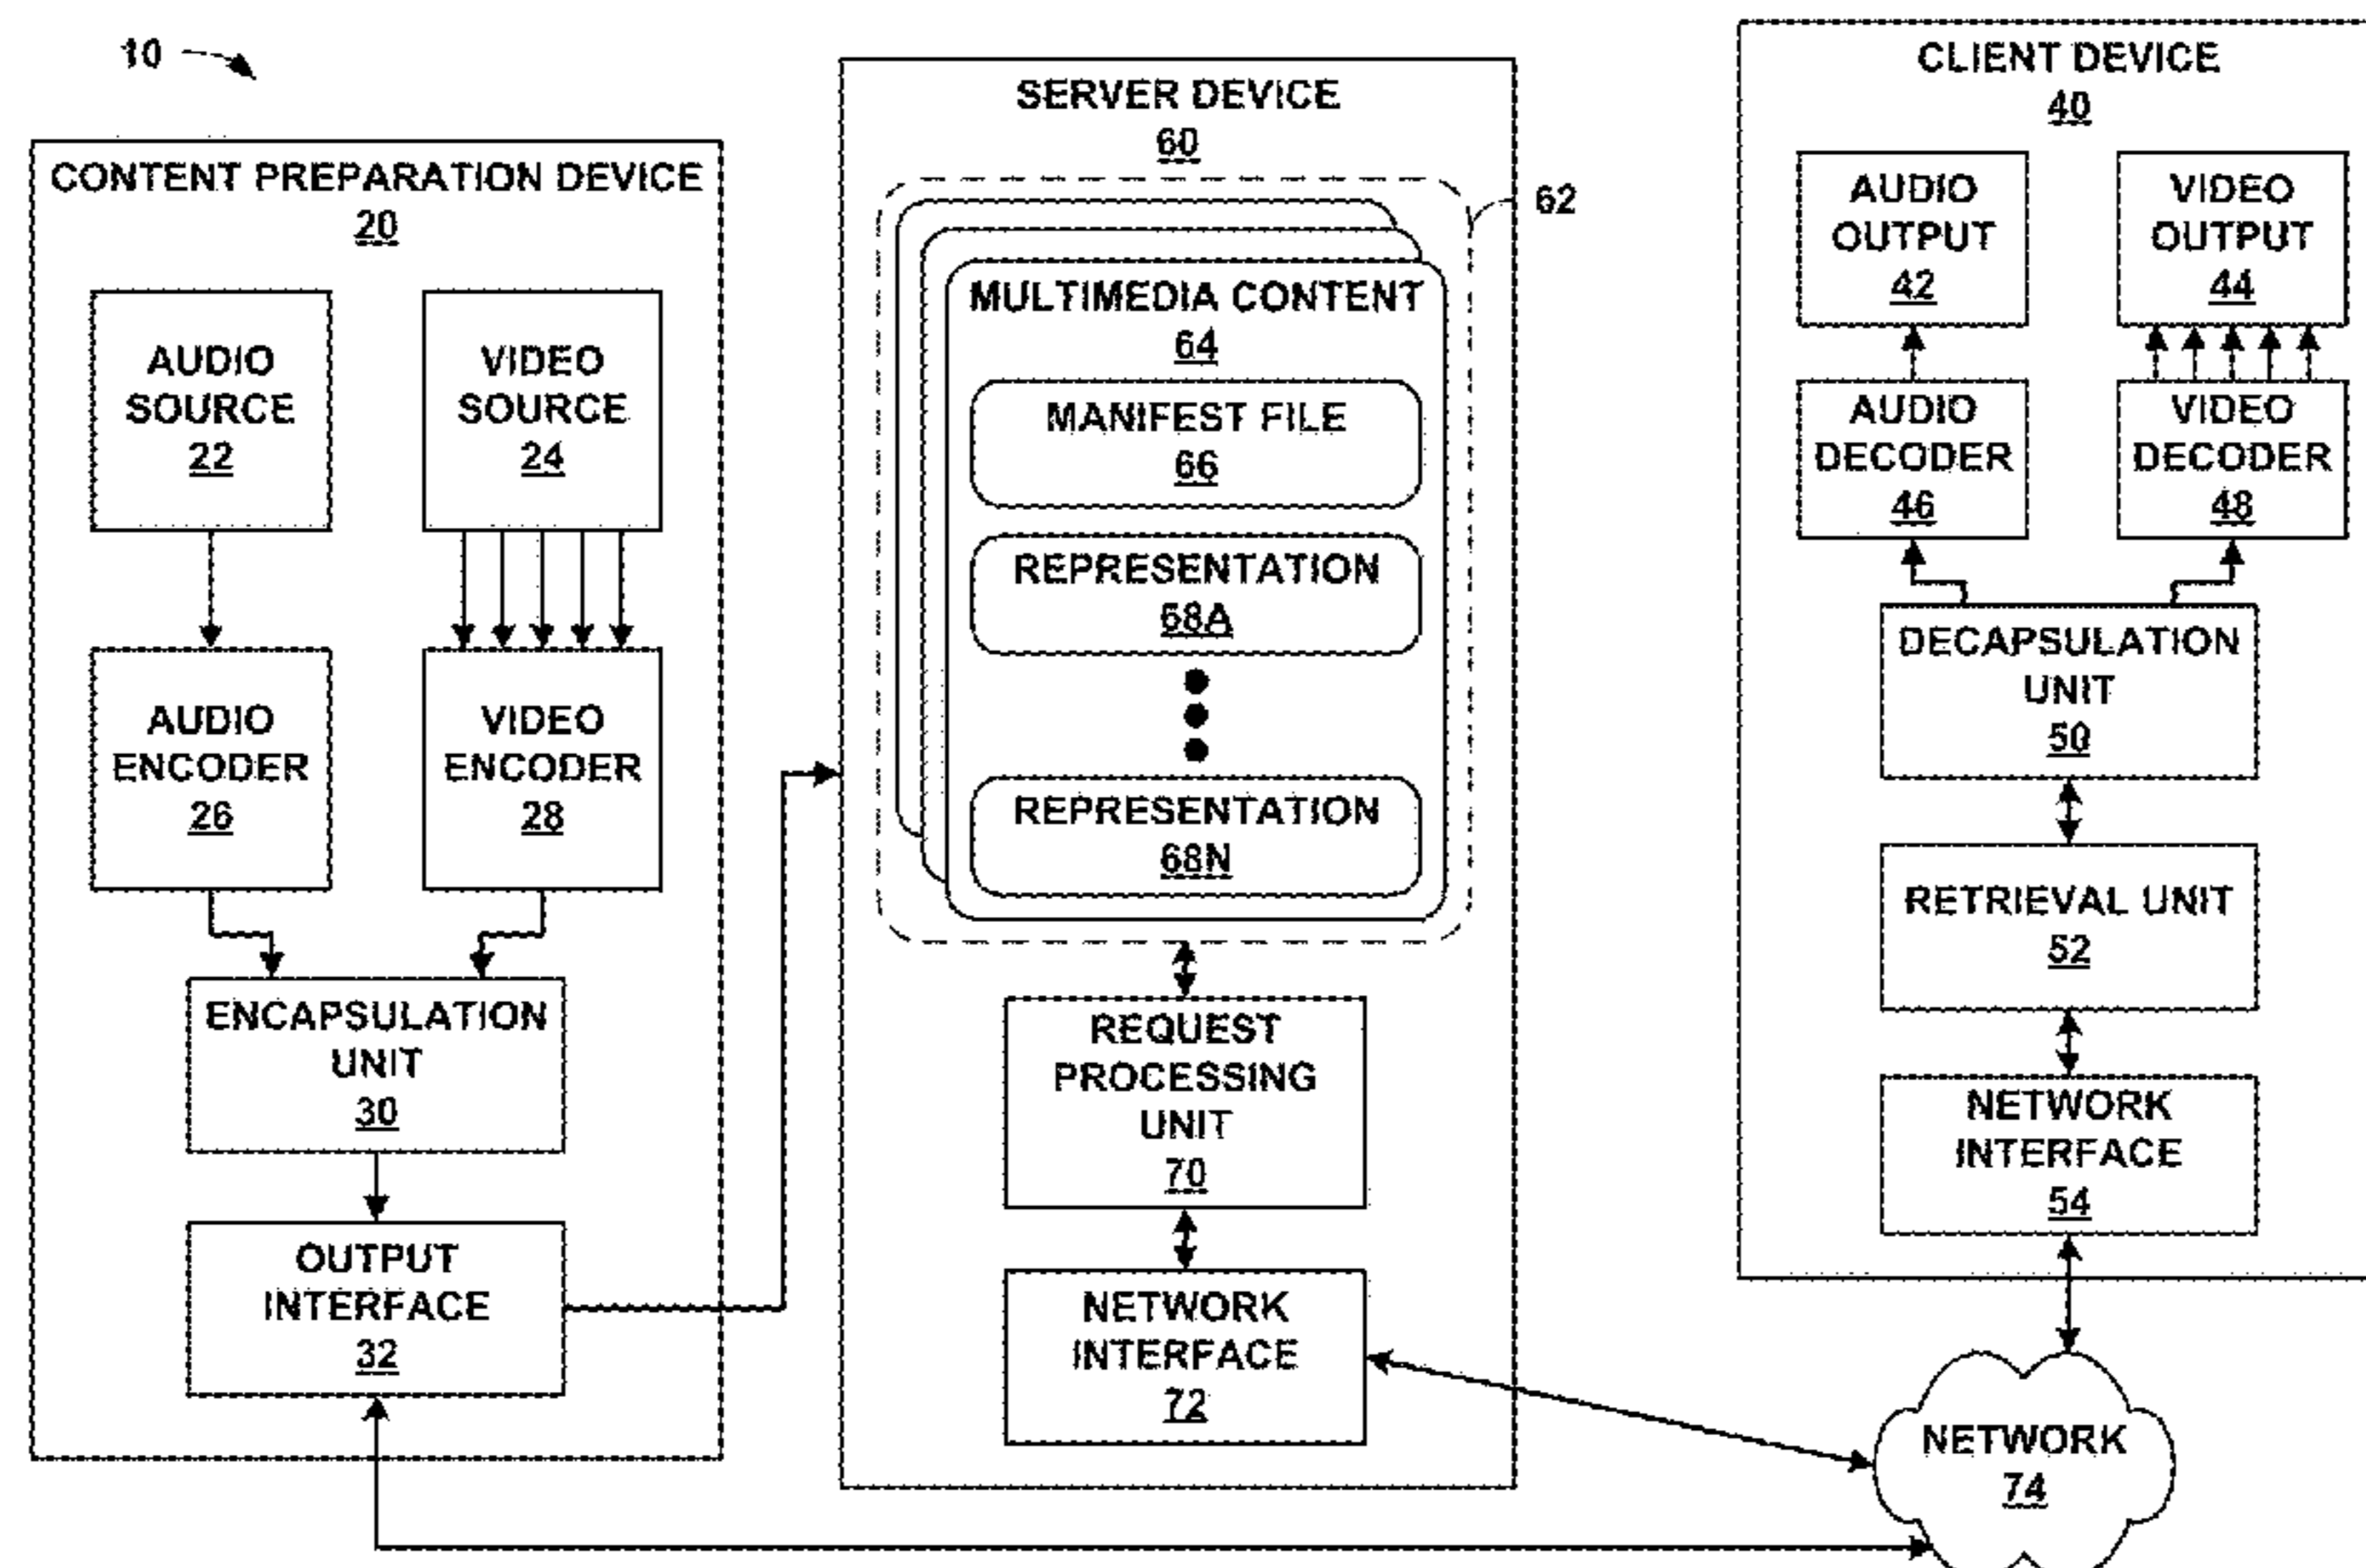 10
CONTENT PREPARATION DEVICE
20
AUDIO
SOURCE
22
VIDEO
SOURCE
24
AUDIO
ENCODER
26
VIDEO
ENCODER
28
ENCAPSULATION
UNIT
30
OUTPUT
INTERFACE
32
SERVER DEVICE
60
62
MULTIMEDIA CONTENT
64
MANIFEST FILE
66
REPRESENTATION
68A
REPRESENTATION
68N
REQUEST
PROCESSING
UNIT
70
NETWORK
INTERFACE
72
CLIENT DEVICE
40
AUDIO
OUTPUT
42
VIDEO
OUTPUT
44
AUDIO
DECODER
46
VIDEO
DECODER
48
DECAPSULATION
UNIT
50
RETRIEVAL UNIT
52
NETWORK
INTERFACE
54
NETWORK
74